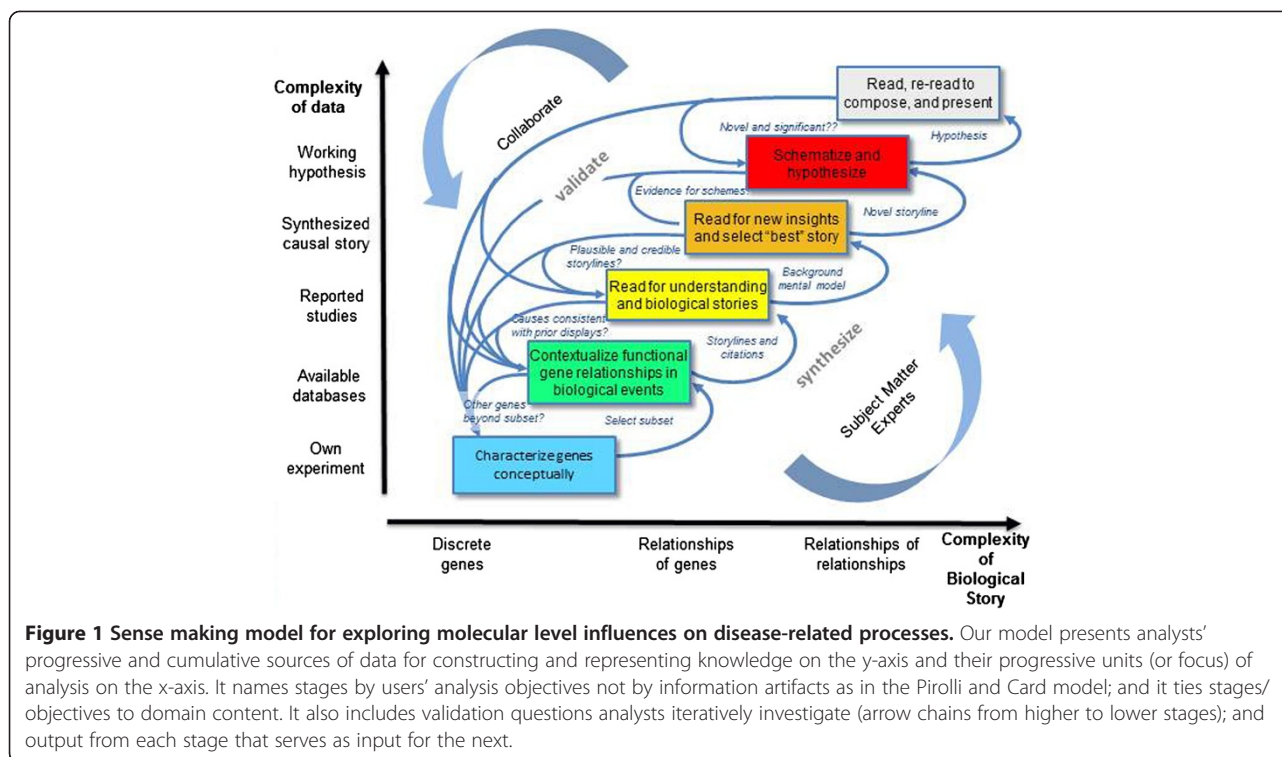 Complexity
of data
Working
hypothesis
Synthesized
causal story
Reported
studies
Available
databases
Own
experiment
Collaborate
validate
Read, re-read to
compose, and present
Novel and significant??
Hypothesis
Schematize and
hypothesize
Evidence for schemes?
Novel storyline
Read for new insights
and select "best" story
Plausible and credible
storylines?
Background
mental model
Read for understanding
and biological stories
Causes consistent
with prior displays?
Storylines and
citations
synthesize
Contextualize functional
gene relationships in
biological events
Other genes
beyond subset?
Select subset
Subject Matter
Experts
Characterize genes
conceptually
Discrete
genes
Relationships
of genes
Relationships of
relationships
Complexity
of
Biological
Story
Figure 1 Sense making model for exploring molecular level influences on disease-related processes. Our model presents analysts'
progressive and cumulative sources of data for constructing and representing knowledge on the y-axis and their progressive units (or focus) of
analysis on the x-axis. It names stages by users' analysis objectives not by information artifacts as in the Pirolli and Card model; and it ties stages/
objectives to domain content. It also includes validation questions analysts iteratively investigate (arrow chains from higher to lower stages); and
output from each stage that serves as input for the next.